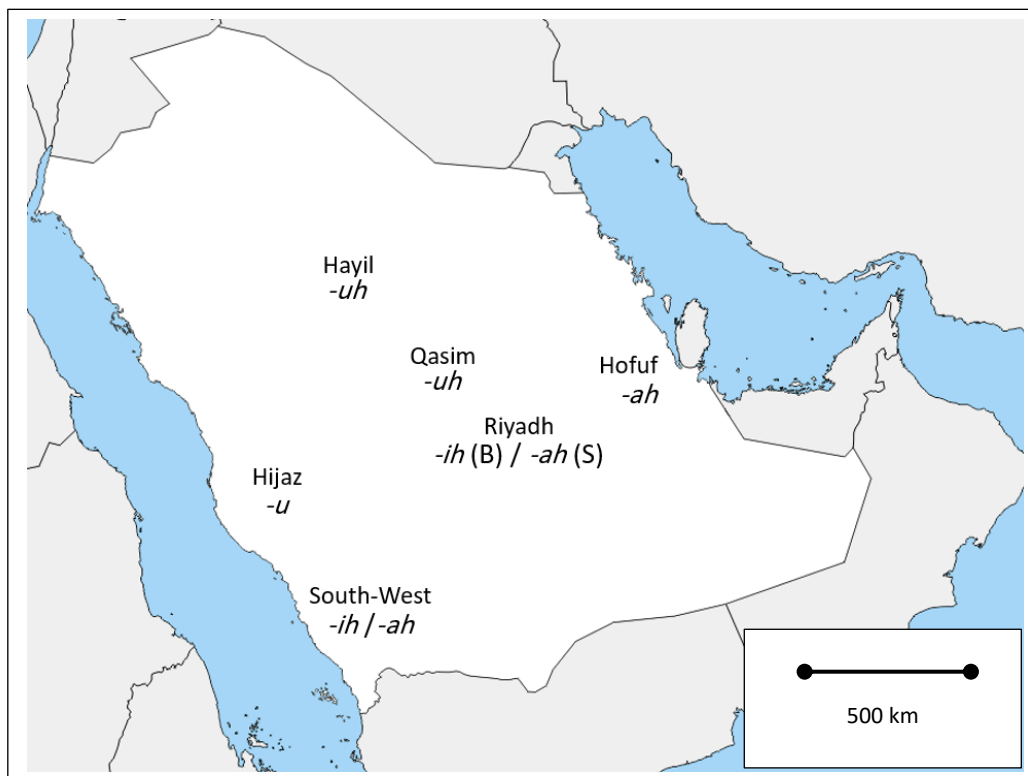 Hayil
-uh
Qasim
-uh
Hofuf
-ah
Riyadh
-ih (B) / -ah (S)
Hijaz
-u
South-West
-ih / -ah
500 km